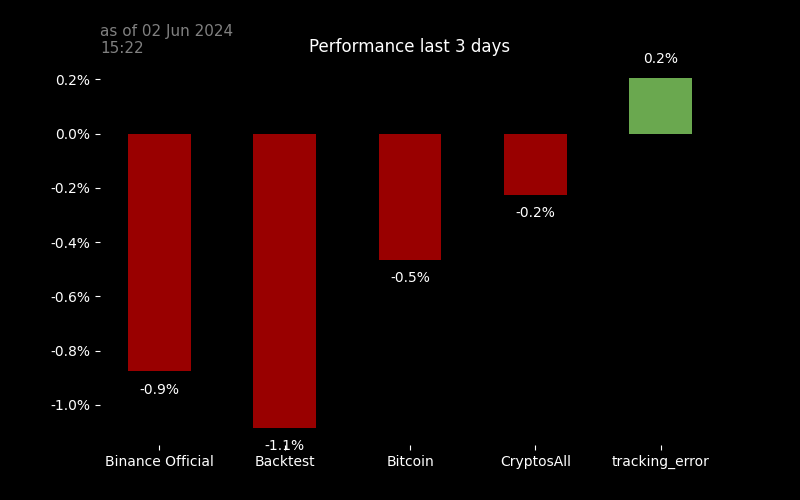 as of 02 Jun 2024
15:22
Performance last 3 days
0.2%
0.2%
0.0%
-0.2%
-0.4%
-0.6%
-0.8%
-1.0%
-0.9%
-1.1%
-0.5%
-0.2%
Binance Official
Backtest
Bitcoin
CryptosAll
tracking_error